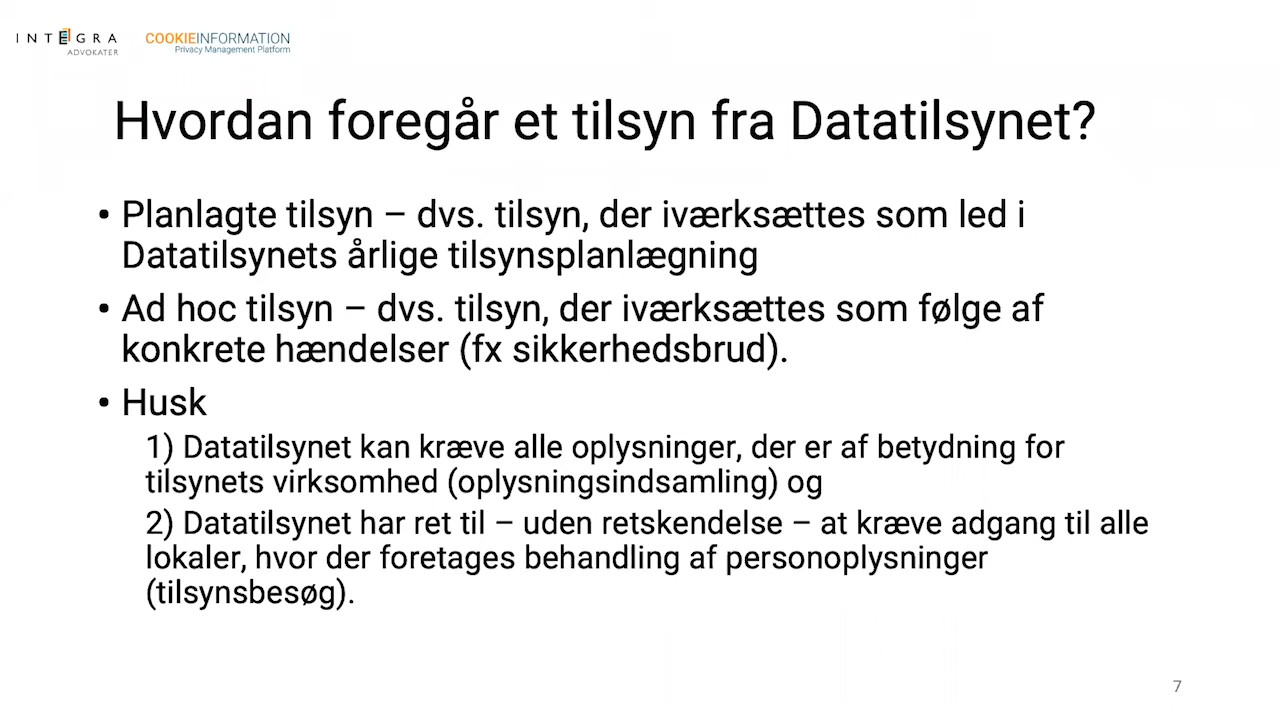 INTEGRA
ADVOKATER
COOKIEINFORMATION
Privacy Management Platform
Hvordan foregår et tilsyn fra Datatilsynet?
• Planlagte tilsyn – dvs. tilsyn, der iværksættes som led i
Datatilsynets årlige tilsynsplanlægning
• Ad hoc tilsyn – dvs. tilsyn, der iværksættes som følge af
konkrete hændelser (fx sikkerhedsbrud).
• Husk
1) Datatilsynet kan kræve alle oplysninger, der er af betydning for
tilsynets virksomhed (oplysningsindsamling) og
2) Datatilsynet har ret til – uden retskendelse – at kræve adgang til alle
lokaler, hvor der foretages behandling af personoplysninger
(tilsynsbesøg).
7